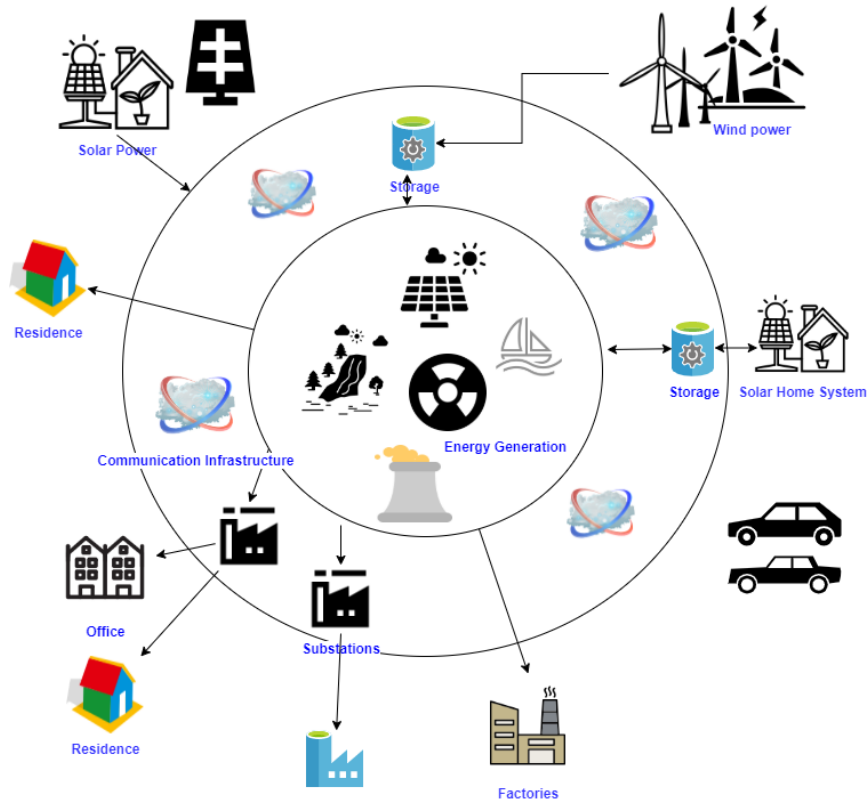 Solar Power
Wind power
Storage
Residence
Storage
Solar Home System
Energy Generation
Communication Infrastructure
Office
Substations
Residence
Factories